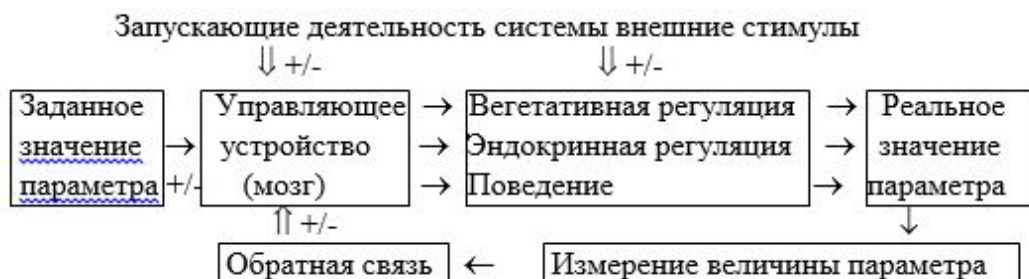 Запускающие деятельность системы внешние стимулы
⇓ +/- ⇓ +/-
Заданное Управляющее → Вегетативная регуляция → Реальное
значение → устройство → Эндокринная регуляция → значение
параметра +/- (мозг) → Поведение → параметра
⇑ +/- ↓
Обратная связь ← Измерение величины параметра